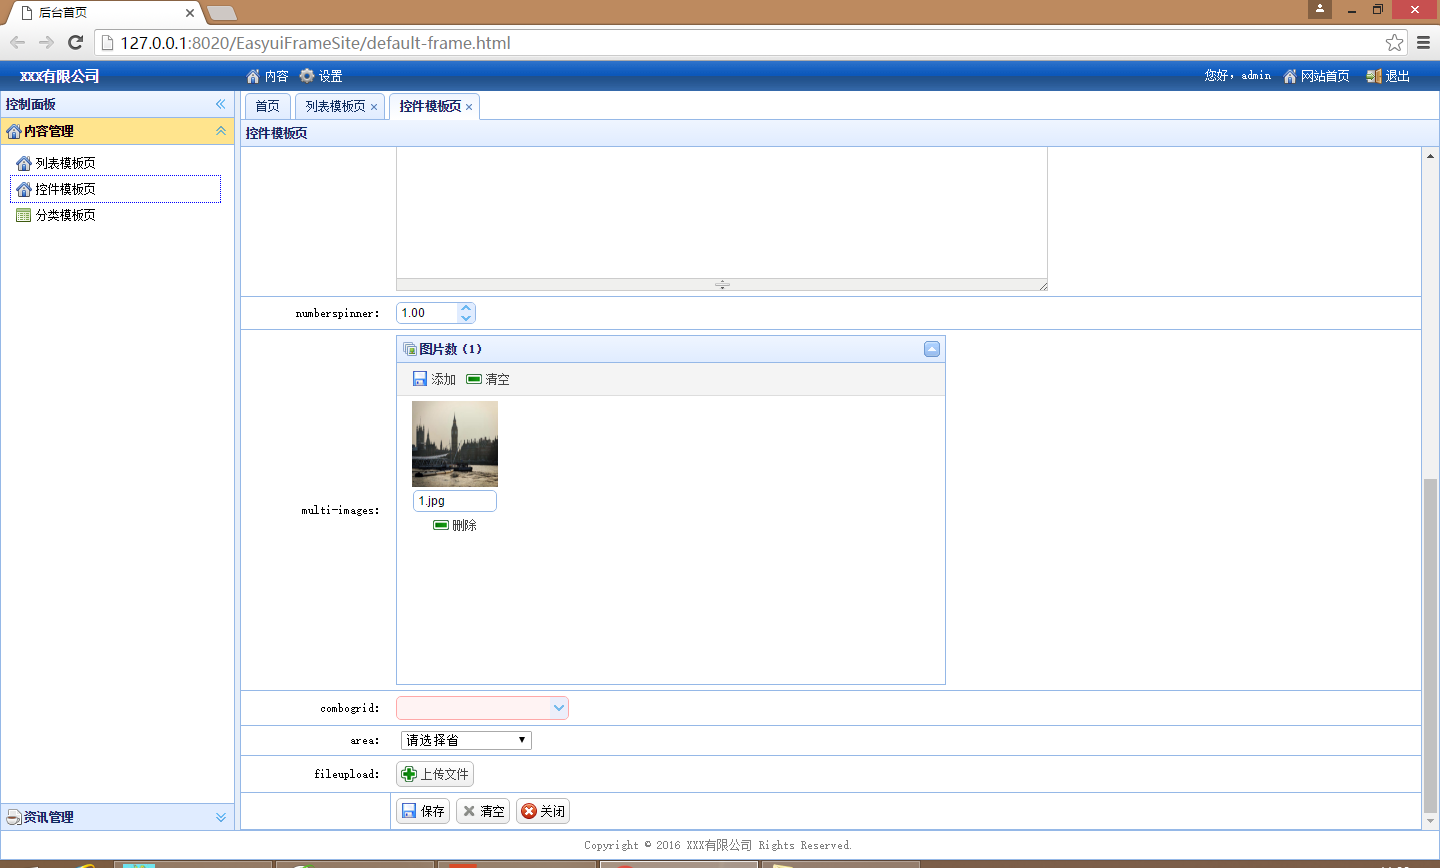 后台首页
127.0.0.1:8020/EasyuiFrameSite/default-frame.html
XXX有限公司 内容 设置 您好，admin 网站首页 退出
控制面板
内容管理
列表模板页
控件模板页
分类模板页
资讯管理
首页 列表模板页 控件模板页
控件模板页
numberspinner: 1.00
multi-images:
图片数（1）
添加 清空
1.jpg
删除
combogrid:
area: 请选择省
fileupload: 上传文件
保存 清空 关闭
Copyright © 2016 XXX有限公司 Rights Reserved.